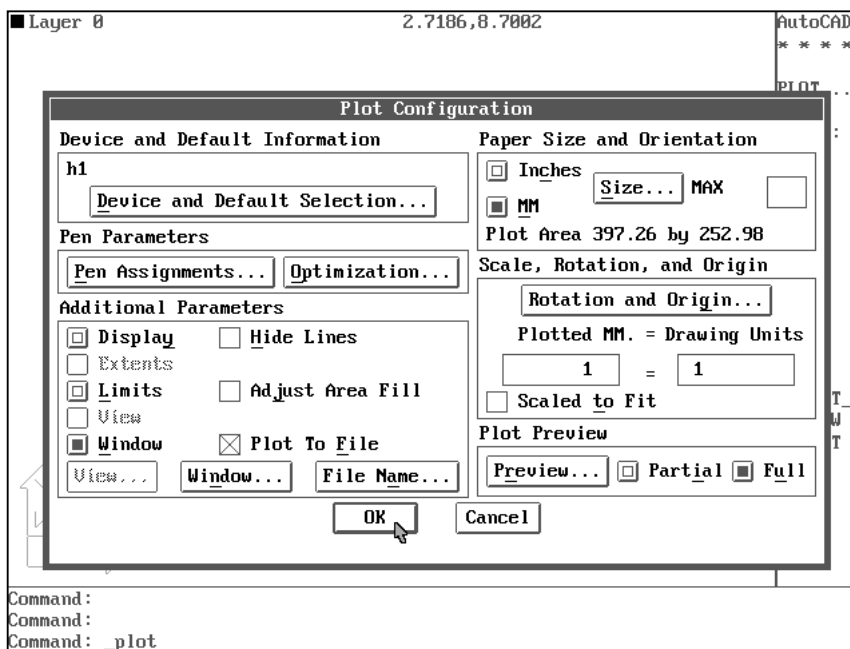 Layer 0 2.7186,8.7002 AutoCAD
* * * *
PLOT
Plot Configuration
Device and Default Information
h1
Device and Default Selection...
Pen Parameters
Pen Assignments... Optimization...
Additional Parameters
Display Hide Lines
Extents
Limits Adjust Area Fill
View
Window Plot To File
View... Window... File Name...
Paper Size and Orientation
Inches
Size... MAX
MM
Plot Area 397.26 by 252.98
Scale, Rotation, and Origin
Rotation and Origin...
Plotted MM. = Drawing Units
1 = 1
Scaled to Fit
Plot Preview
Preview... Partial Full
OK Cancel
Command:
Command:
Command: _plot